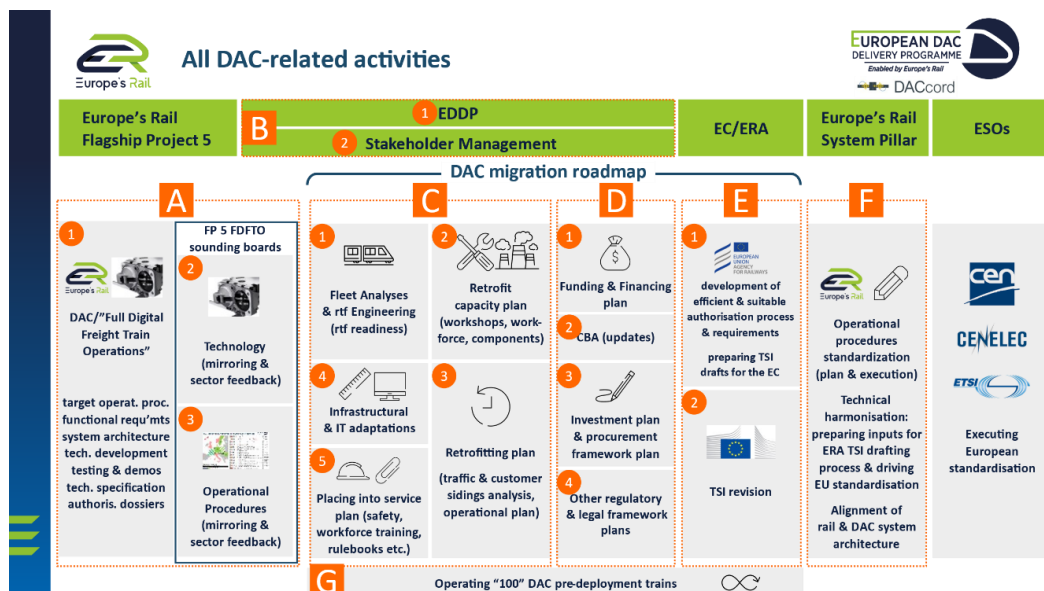 Europe's Rail
All DAC-related activities
EUROPEAN DAC
DELIVERY PROGRAMME
Enabled by Europe's Rail
DACcord
Europe's Rail
Flagship Project 5
B
1 EDDP
2 Stakeholder Management
EC/ERA
Europe's Rail
System Pillar
ESOs
DAC migration roadmap
A
1
Europe's Rail
DAC/"Full Digital
Freight Train
Operations"
target operat. proc.
functional requ'mts
system architecture
tech. development
testing & demos
tech. specification
authoris. dossiers
FP 5 FDFTO
sounding boards
2
Technology
(mirroring &
sector feedback)
3
Operational
Procedures
(mirroring &
sector feedback)
C
1
Fleet Analyses
& rtf Engineering
(rtf readiness)
2
Retrofit
capacity plan
(workshops, work-
force, components)
4
Infrastructural
& IT adaptations
3
Retrofitting plan
(traffic & customer
sidings analysis,
operational plan)
5
Placing into service
plan (safety,
workforce training,
rulebooks etc.)
D
1
$
Funding & Financing
plan
2
CBA (updates)
3
Investment plan
& procurement
framework plan
4
Other regulatory
& legal framework
plans
E
1
EUROPEAN
UNION
AGENCY
FOR RAILWAYS
development of
efficient & suitable
authorisation process
& requirements
preparing TSI
drafts for the EC
2
TSI revision
F
Europe's Rail
Operational
procedures
standardization
(plan & execution)
Technical
harmonisation:
preparing inputs for
ERA TSI drafting
process & driving
EU standardisation
Alignment of
rail & DAC system
architecture
cen
CENELEC
ETSI
Executing
European
standardisation
G
Operating "100" DAC pre-deployment trains